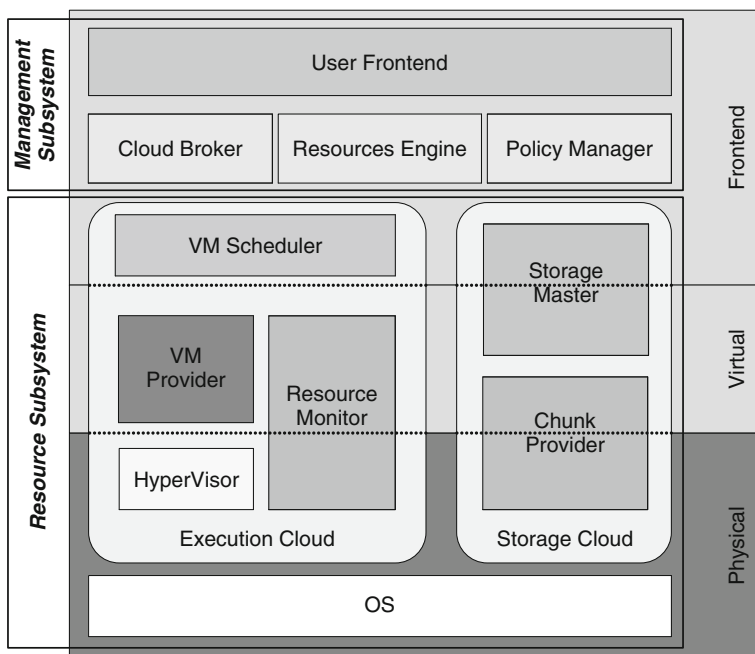 Management
Subsystem
User Frontend
Cloud Broker
Resources Engine
Policy Manager
Frontend
Resource Subsystem
VM Scheduler
Storage
Master
VM
Provider
Resource
Monitor
Virtual
Chunk
Provider
HyperVisor
Execution Cloud
Storage Cloud
Physical
OS